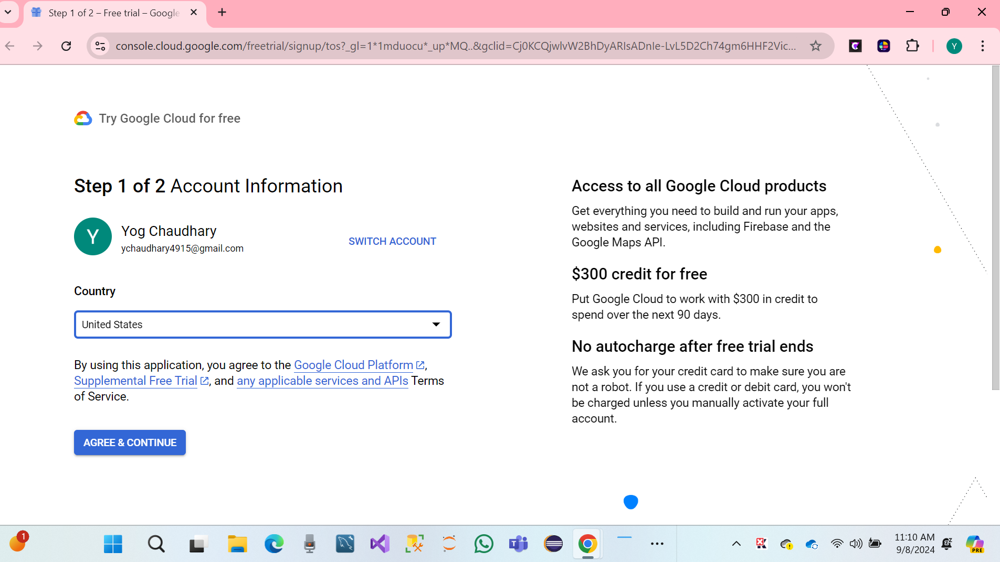 Step 1 of 2 – Free trial – Google
console.cloud.google.com/freetrial/signup/tos?_gl=1*1mduocu*_up*MQ..&gclid=Cj0KCQjwlvW2BhDyARIsADnIe-LvL5D2Ch74gm6HHF2Vic...
Y
Try Google Cloud for free
Step 1 of 2 Account Information
Y
Yog Chaudhary
ychaudhary4915@gmail.com
SWITCH ACCOUNT
Country
United States
By using this application, you agree to the Google Cloud Platform,
Supplemental Free Trial, and any applicable services and APIs Terms
of Service.
AGREE & CONTINUE
Access to all Google Cloud products
Get everything you need to build and run your apps,
websites and services, including Firebase and the
Google Maps API.
$300 credit for free
Put Google Cloud to work with $300 in credit to
spend over the next 90 days.
No autocharge after free trial ends
We ask you for your credit card to make sure you are
not a robot. If you use a credit or debit card, you won't
be charged unless you manually activate your full
account.
1
11:10 AM
9/8/2024
PRE